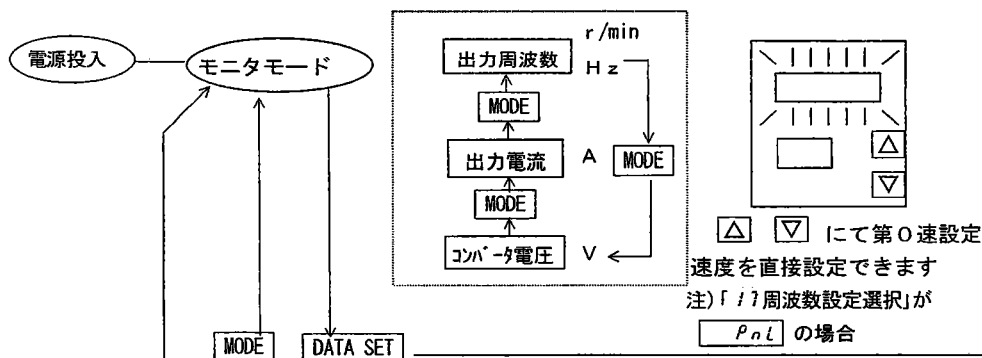 電源投入
モニタモード
r/min
出力周波数
Hz
MODE
出力電流
A
MODE
MODE
コンバータ電圧
V
△ ▽ にて第0速設定
速度を直接設定できます
注)「17周波数設定選択」が
PnL の場合
MODE
DATA SET